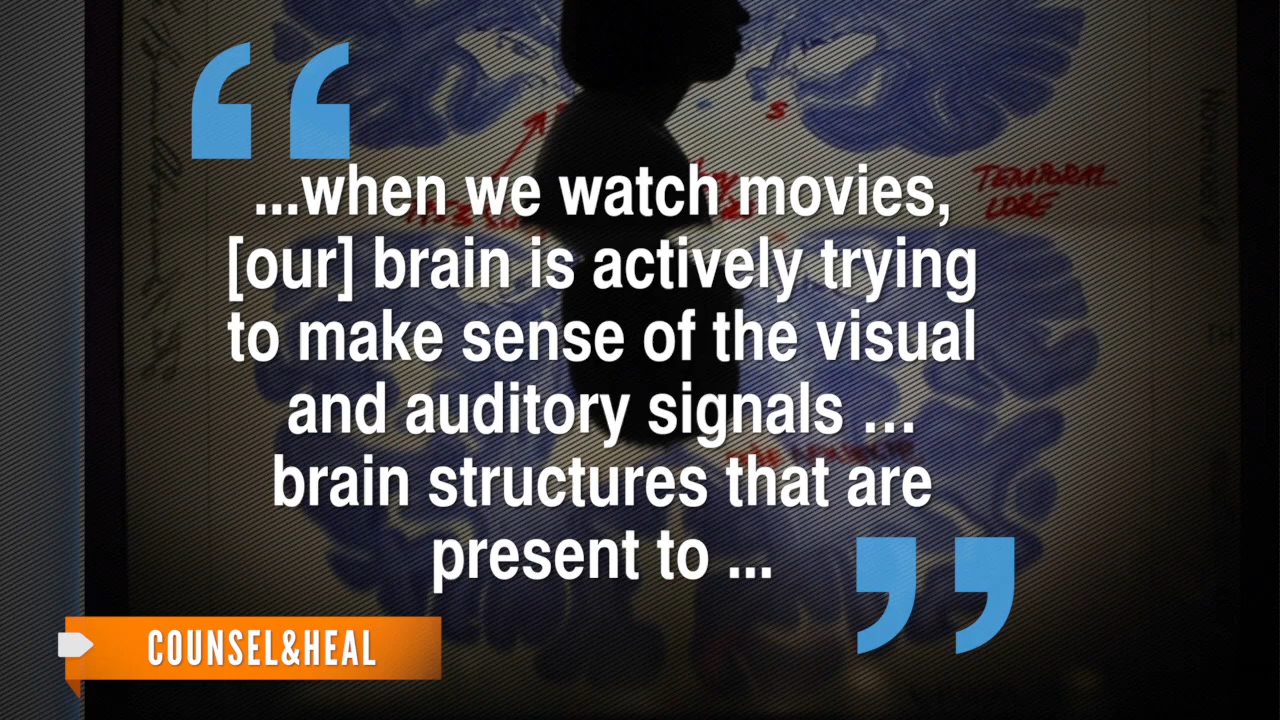 ...when we watch movies,
[our] brain is actively trying
to make sense of the visual
and auditory signals ...
brain structures that are
present to ...
COUNSEL&HEAL
TEMPORAL
LOBE
S